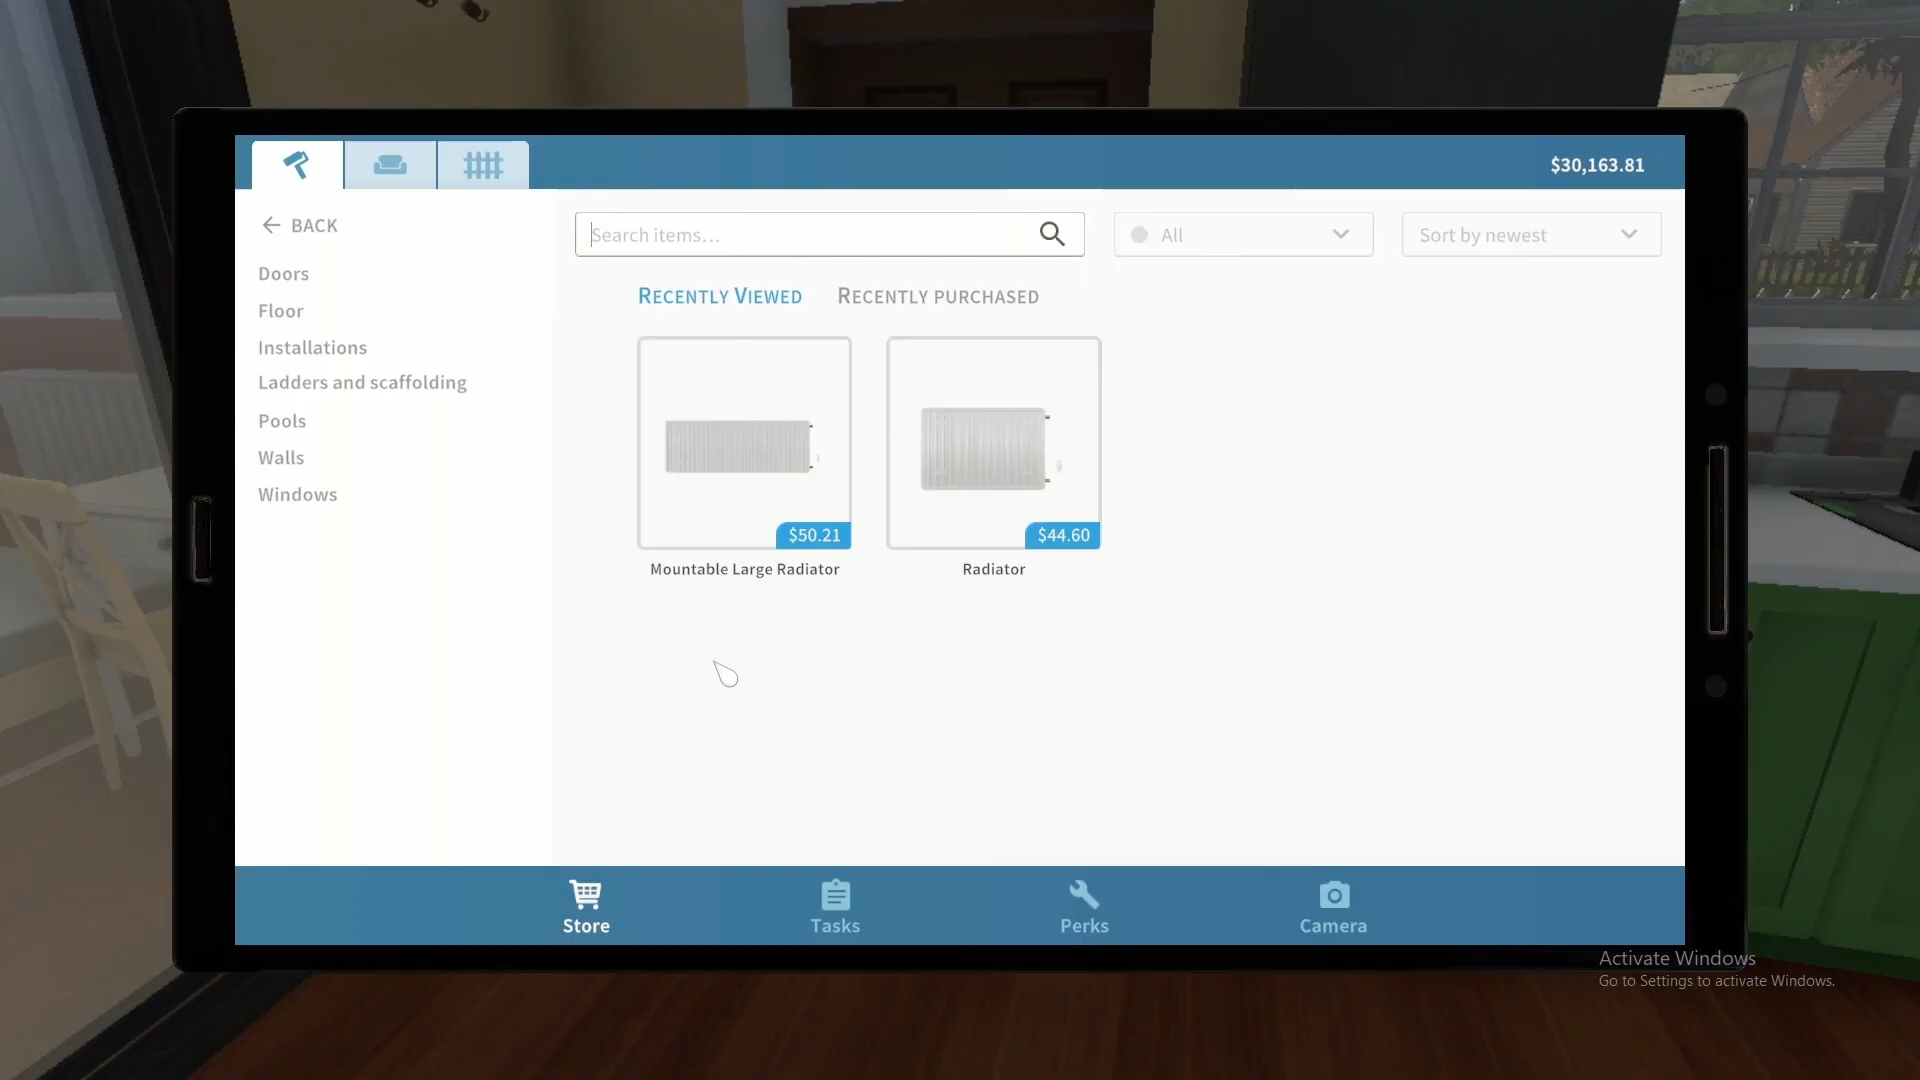 $30,163.81
BACK
Search items...
All
Sort by newest
Doors
Floor
Installations
Ladders and scaffolding
Pools
Walls
Windows
RECENTLY VIEWED
RECENTLY PURCHASED
$50.21
$44.60
Mountable Large Radiator
Radiator
Store
Tasks
Perks
Camera
Activate Windows
Go to Settings to activate Windows.